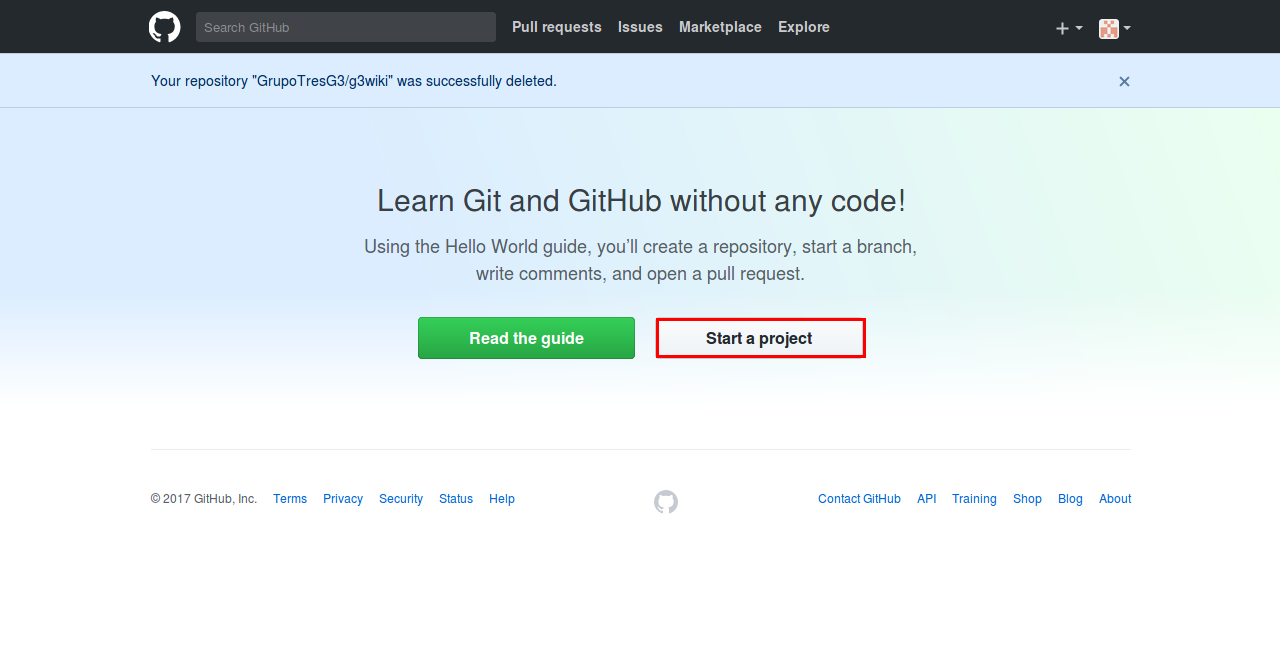 Search GitHub Pull requests Issues Marketplace Explore
Your repository "GrupoTresG3/g3wiki" was successfully deleted.
Learn Git and GitHub without any code!
Using the Hello World guide, you’ll create a repository, start a branch,
write comments, and open a pull request.
Read the guide Start a project
© 2017 GitHub, Inc. Terms Privacy Security Status Help Contact GitHub API Training Shop Blog About